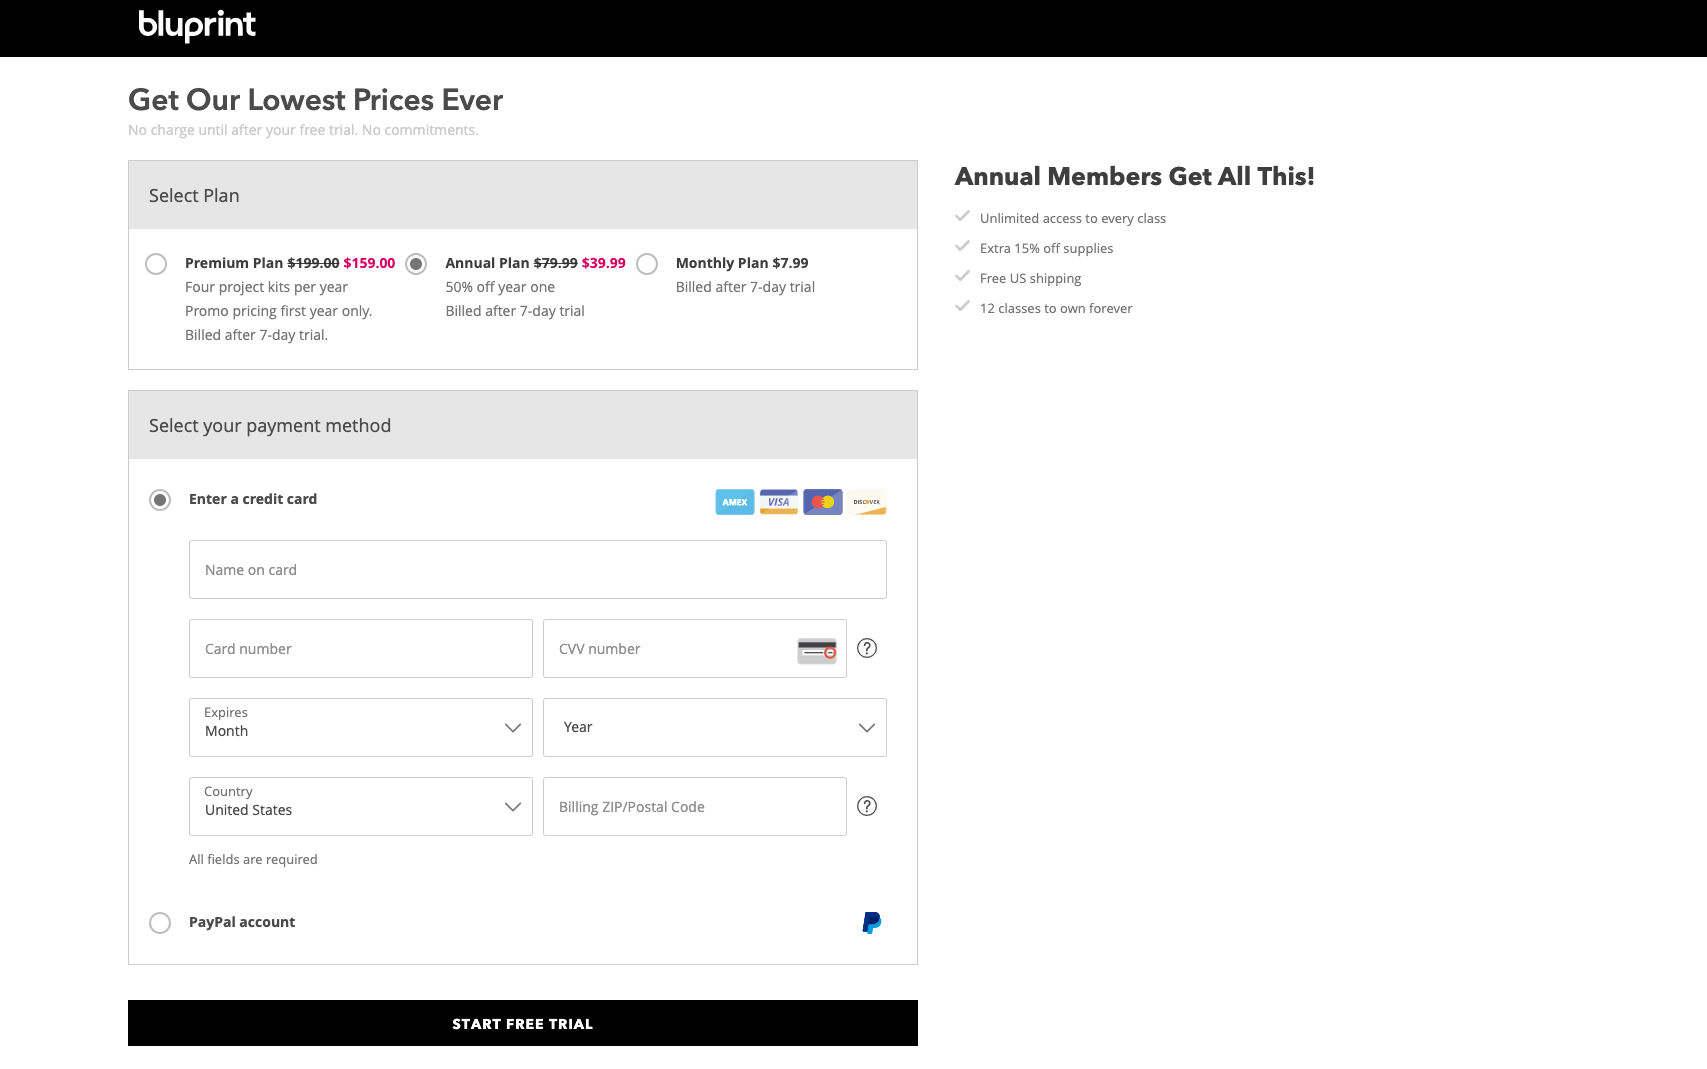 bluprint
Get Our Lowest Prices Ever
No charge until after your free trial. No commitments.
Select Plan
Premium Plan $199.00 $159.00
Four project kits per year
Promo pricing first year only.
Billed after 7-day trial.
Annual Plan $79.99 $39.99
50% off year one
Billed after 7-day trial
Monthly Plan $7.99
Billed after 7-day trial
Annual Members Get All This!
Unlimited access to every class
Extra 15% off supplies
Free US shipping
12 classes to own forever
Select your payment method
Enter a credit card
AMEX VISA DISCOVER
Name on card
Card number
CVV number
?
Expires
Month
Year
Country
United States
Billing ZIP/Postal Code
?
All fields are required
PayPal account
START FREE TRIAL